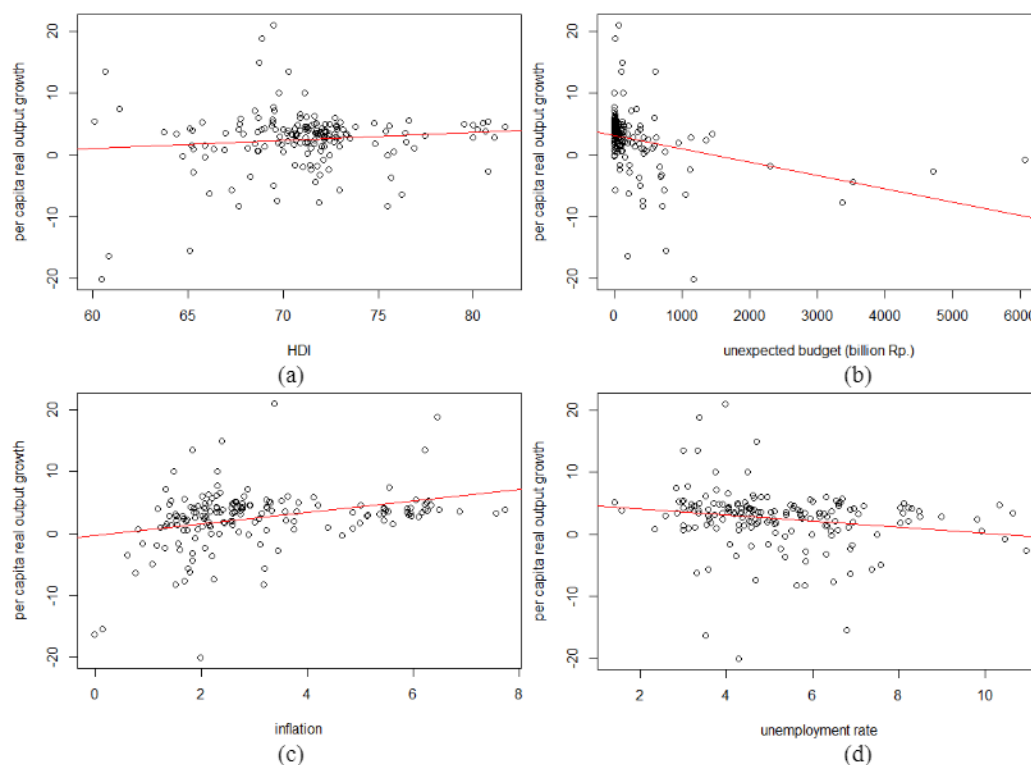 per capita real output growth
20
10
0
-10
-20
60 65 70 75 80
HDI
(a)
per capita real output growth
20
10
0
-10
-20
0 1000 2000 3000 4000 5000 6000
unexpected budget (billion Rp.)
(b)
per capita real output growth
20
10
0
-10
-20
0 2 4 6 8
inflation
(c)
per capita real output growth
20
10
0
-10
-20
2 4 6 8 10
unemployment rate
(d)